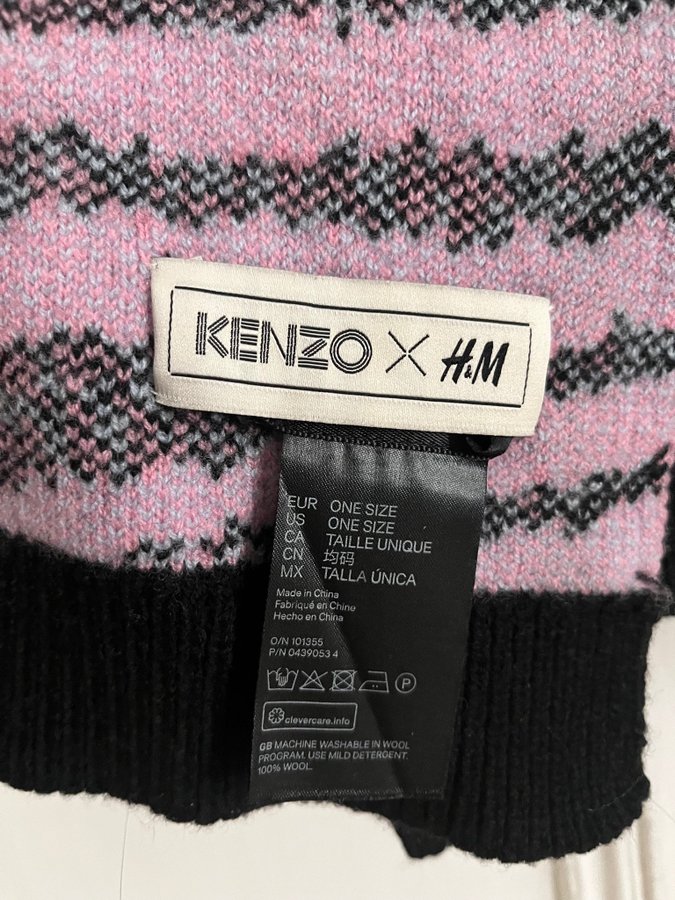 KENZO X H&M
EUR ONE SIZE
US ONE SIZE
CA TAILLE UNIQUE
CN 均码
MX TALLA ÚNICA
Made in China
Fabriqué en Chine
Hecho en China
O/N 101355
P/N 0439053 4
P
clevercare.info
GB MACHINE WASHABLE IN WOOL
PROGRAM. USE MILD DETERGENT.
100% WOOL.